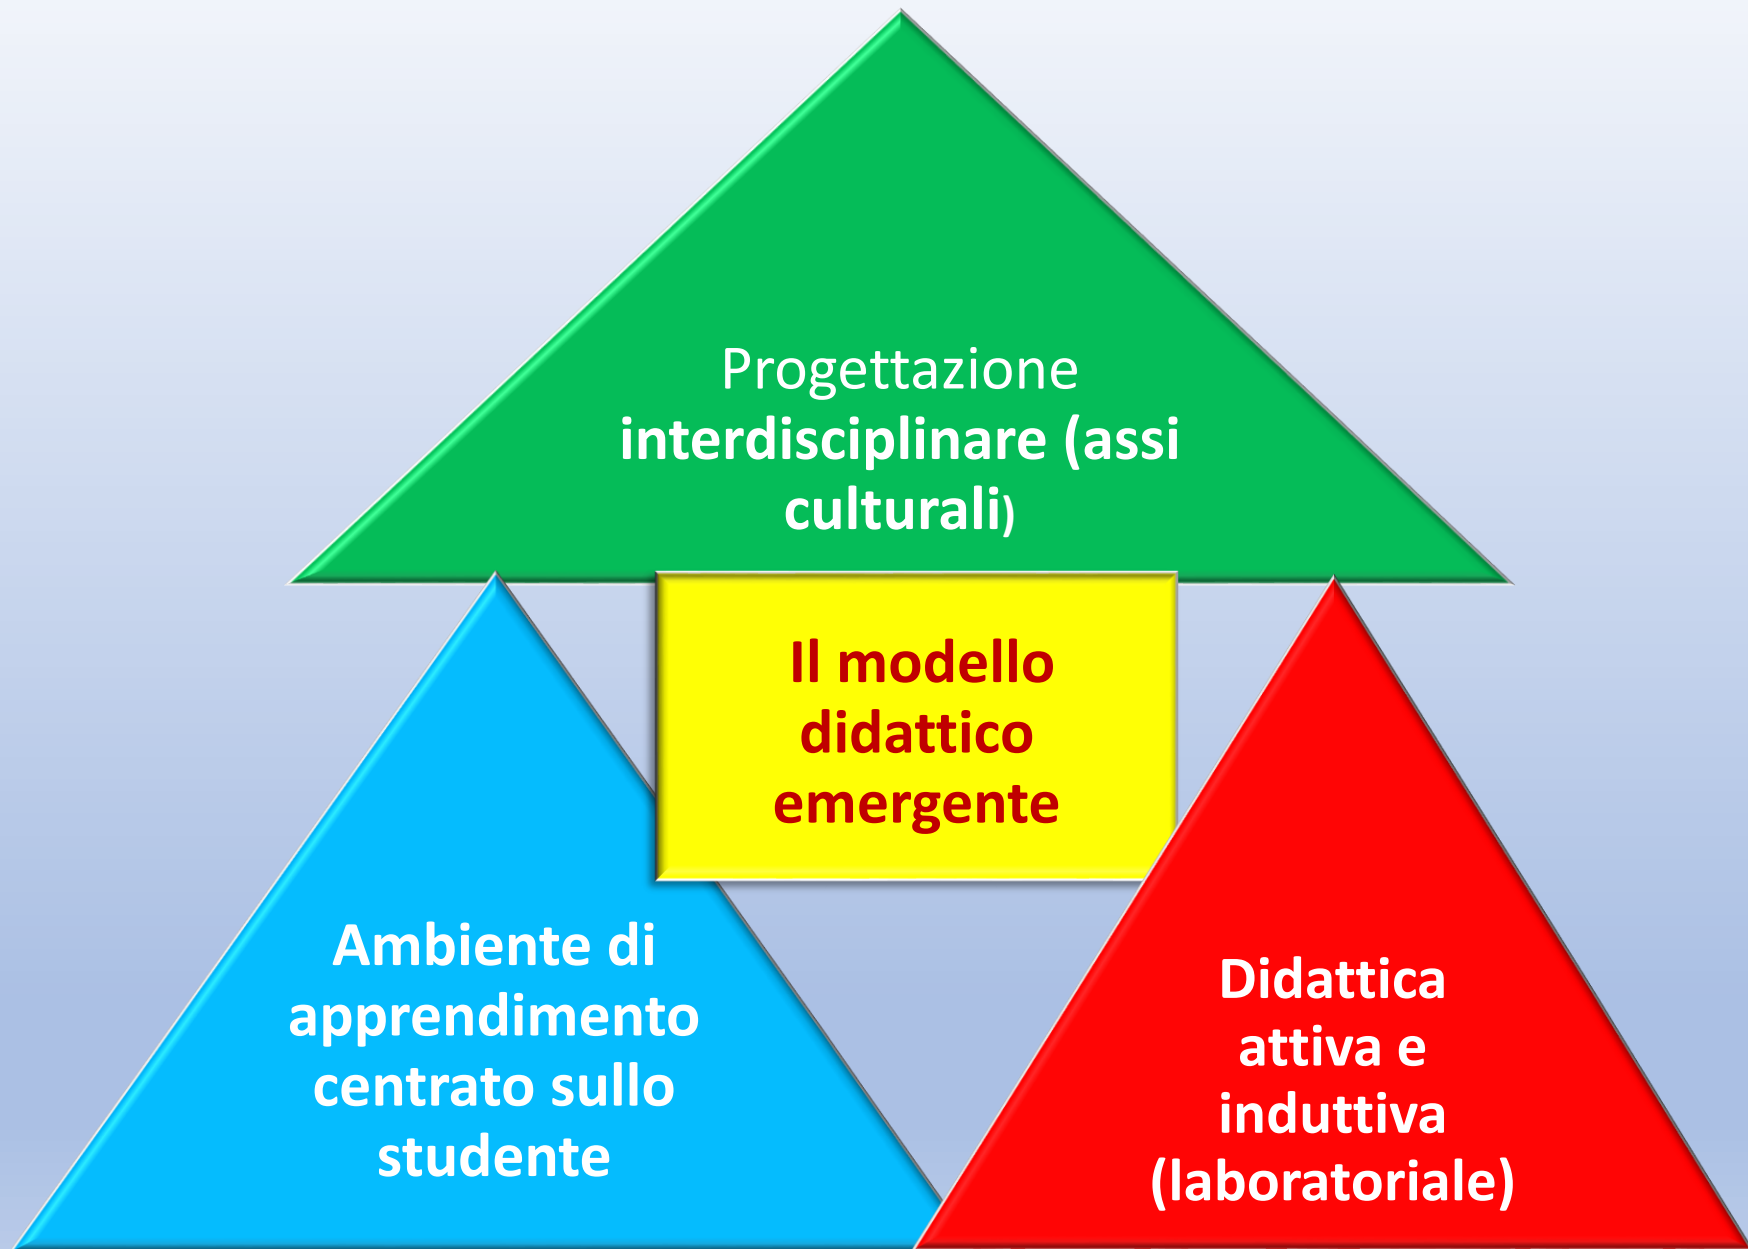 Progettazione
interdisciplinare (assi
culturali)
Il modello
didattico
emergente
Ambiente di
apprendimento
centrato sullo
studente
Didattica
attiva e
induttiva
(laboratoriale)